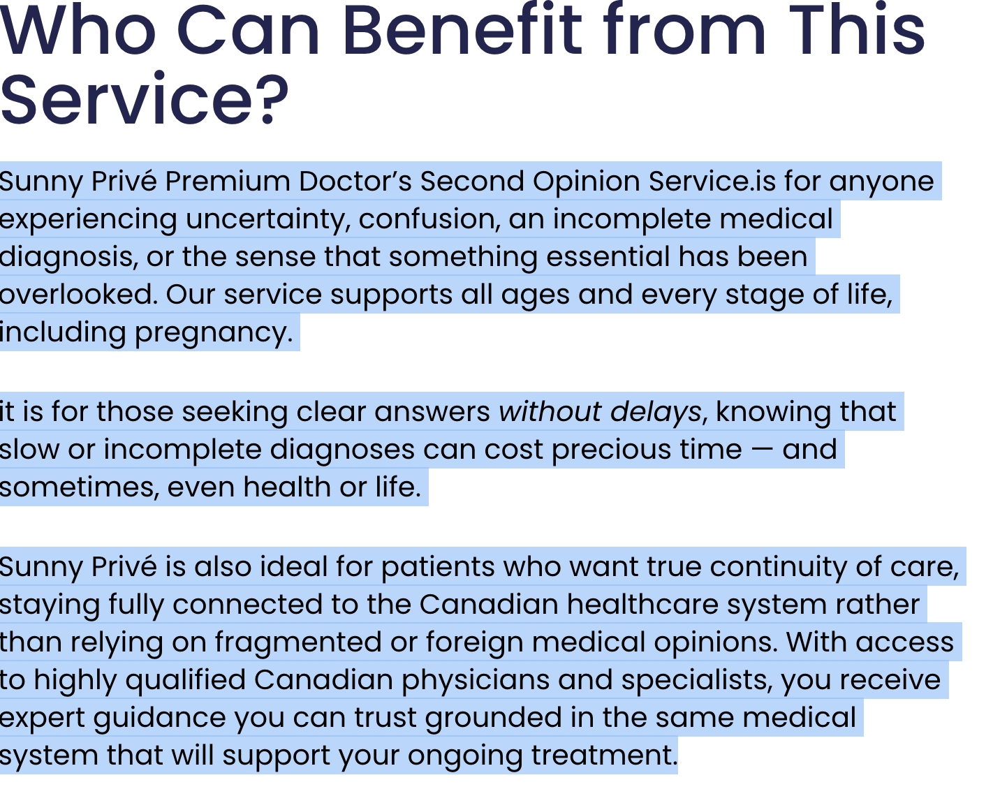 Who Can Benefit from This
Service?
Sunny Privé Premium Doctor’s Second Opinion Service.is for anyone
experiencing uncertainty, confusion, an incomplete medical
diagnosis, or the sense that something essential has been
overlooked. Our service supports all ages and every stage of life,
including pregnancy.
it is for those seeking clear answers without delays, knowing that
slow or incomplete diagnoses can cost precious time — and
sometimes, even health or life.
Sunny Privé is also ideal for patients who want true continuity of care,
staying fully connected to the Canadian healthcare system rather
than relying on fragmented or foreign medical opinions. With access
to highly qualified Canadian physicians and specialists, you receive
expert guidance you can trust grounded in the same medical
system that will support your ongoing treatment.